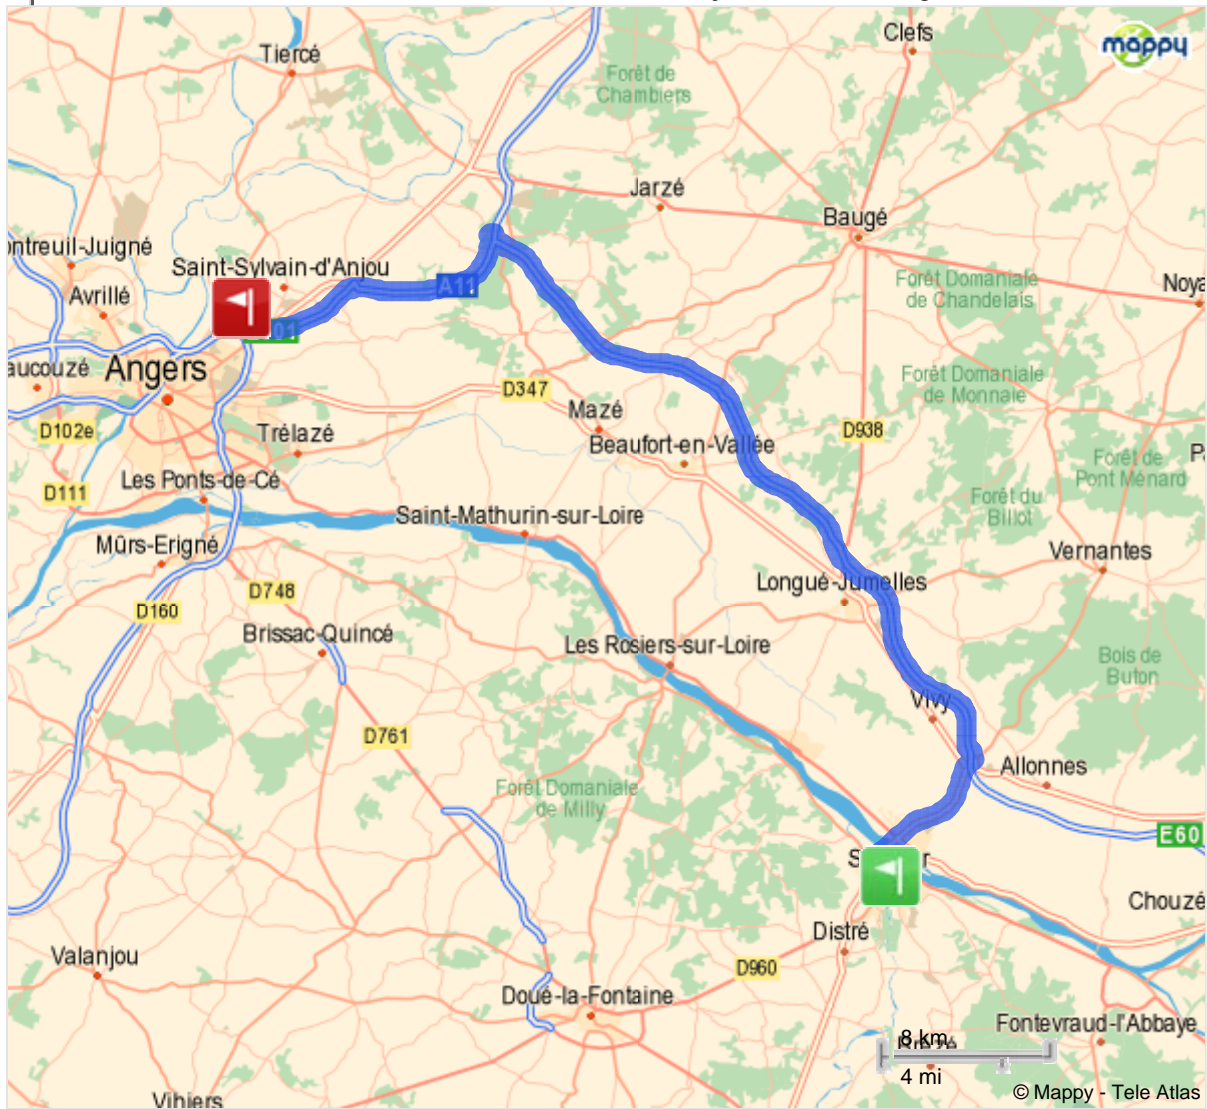 Clefs
mappy
Tiercé
Forêt de
Chambiers
Jarzé
Baugé
ontreuil-Juigné
Saint-Sylvain-d'Anjou
Forêt Domaniale
de Chandelais
Noya
Avrillé
A11
01
aucouzé
Angers
Forêt Domaniale
de Monnaie
D347
Mazé
D102e
Trélazé
Beaufort-en-Vallée
D938
Forêt de
Pont Ménard
Les Ponts-de-Cé
D111
Forêt du
Billot
Saint-Mathurin-sur-Loire
Mûrs-Erigné
Vernantes
D748
Longué-Jumelles
D160
Brissac-Quincé
Les Rosiers-sur-Loire
Bois de
Buton
Vivy
D761
Allonnes
Forêt Domaniale
de Milly
E60
S r
Chouzé
Distré
Valanjou
D960
Doué-la-Fontaine
Fontevraud-l'Abbaye
8 km
4 mi
© Mappy - Tele Atlas
Vihiers